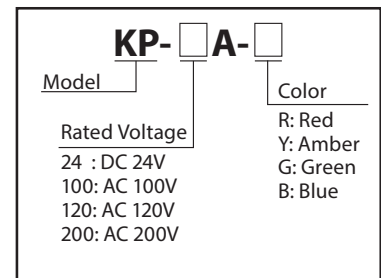 KP-□A-□
Model
Rated Voltage
24 : DC 24V
100: AC 100V
120: AC 120V
200: AC 200V
Color
R: Red
Y: Amber
G: Green
B: Blue